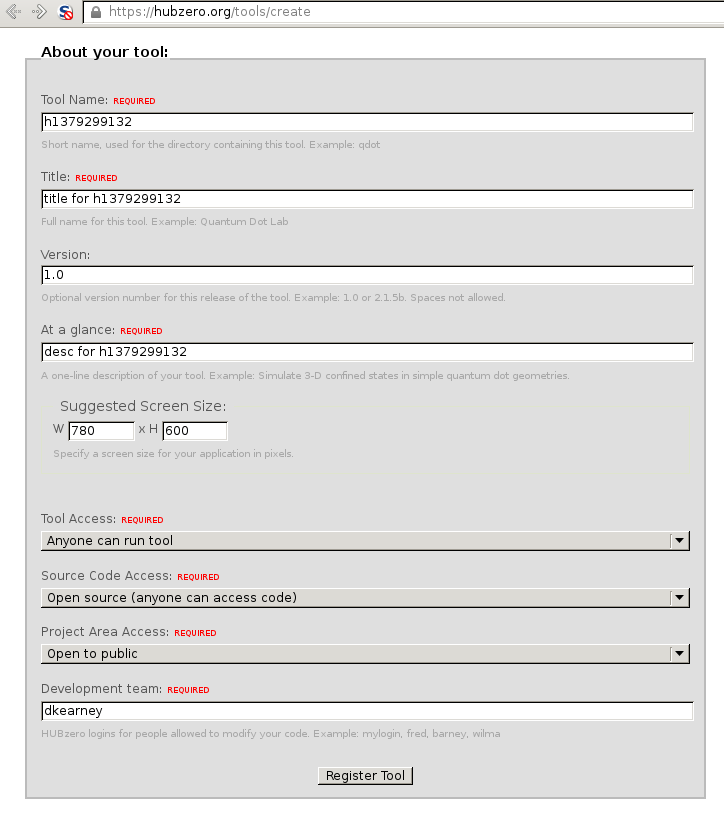 https://hubzero.org/tools/create
About your tool:
Tool Name: REQUIRED
h1379299132
Short name, used for the directory containing this tool. Example: qdot
Title: REQUIRED
title for h1379299132
Full name for this tool. Example: Quantum Dot Lab
Version:
1.0
Optional version number for this release of the tool. Example: 1.0 or 2.1.5b. Spaces not allowed.
At a glance: REQUIRED
desc for h1379299132
A one-line description of your tool. Example: Simulate 3-D confined states in simple quantum dot geometries.
Suggested Screen Size:
W 780 x H 600
Specify a screen size for your application in pixels.
Tool Access: REQUIRED
Anyone can run tool
Source Code Access: REQUIRED
Open source (anyone can access code)
Project Area Access: REQUIRED
Open to public
Development team: REQUIRED
dkearney
HUBzero logins for people allowed to modify your code. Example: mylogin, fred, barney, wilma
Register Tool